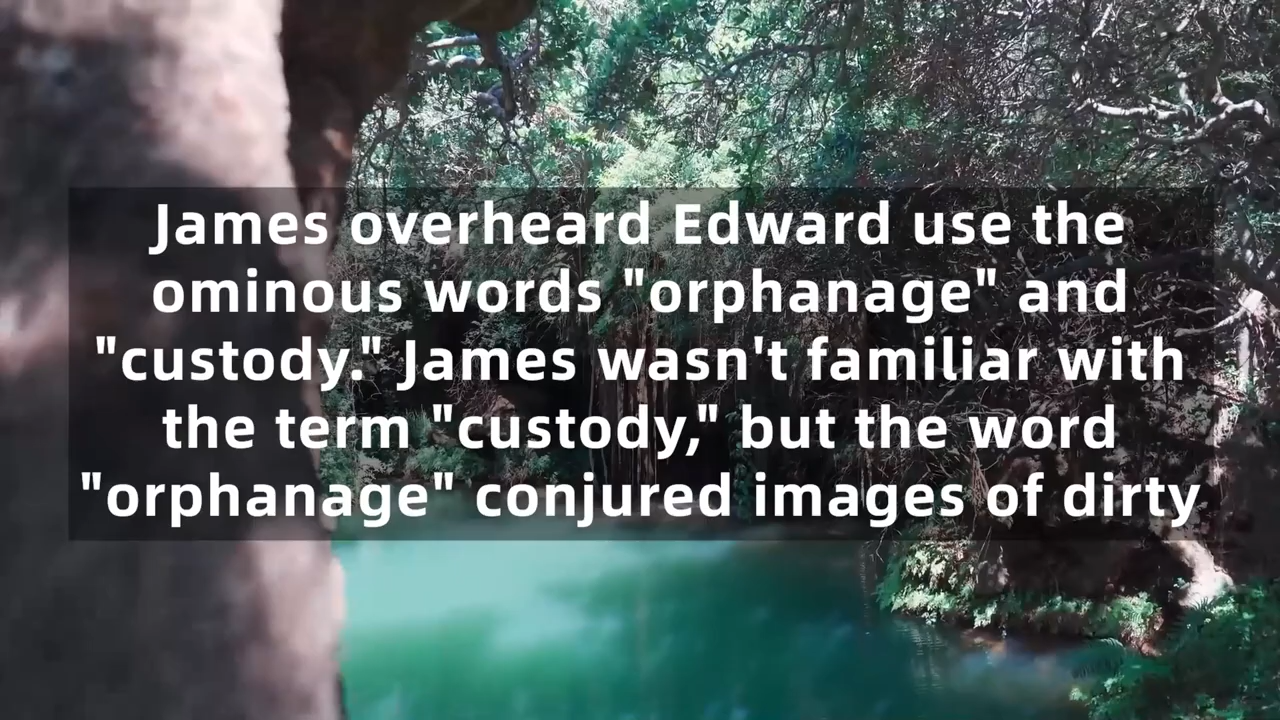 James overheard Edward use the
ominous words "orphanage" and
"custody." James wasn't familiar with
the term "custody," but the word
"orphanage" conjured images of dirty